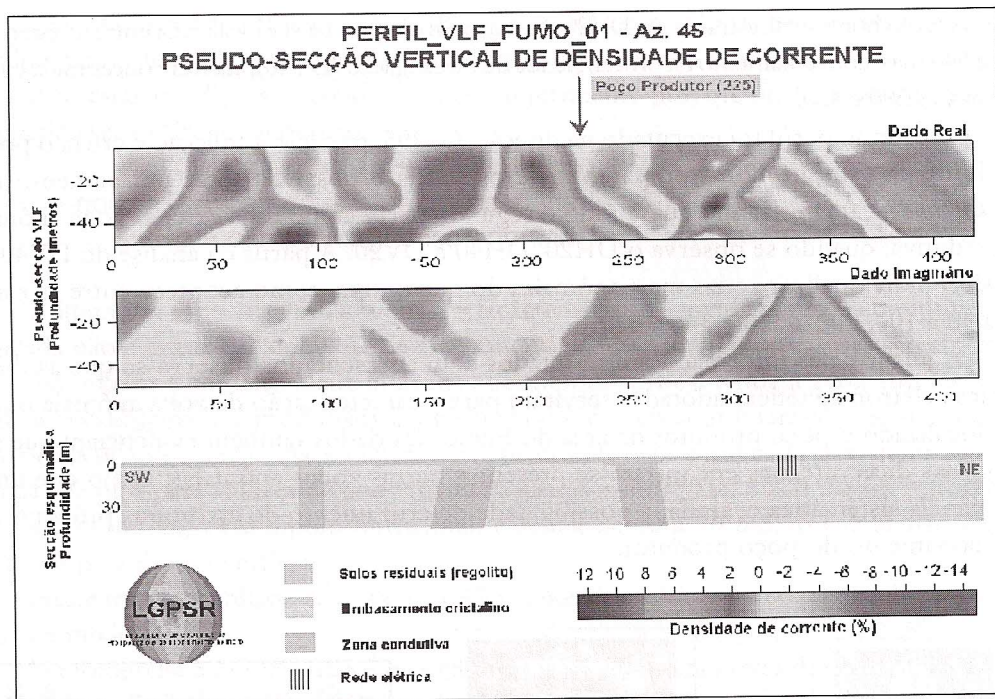 PERFIL_VLF_FUMO_01 - Az. 45
PSEUDO-SECÇÃO VERTICAL DE DENSIDADE DE CORRENTE
Poço Produtor (225)
Dado Real
Pseudo-secção VLF
Profundidade (metros)
-20
-40
0 50 100 150 200 250 300 350 400
Dado Imaginário
-20
-40
0 50 100 150 200 250 300 350 400
Secção esquemática
Profundidade [m]
0
30
SW
NE
LGPSR
Solos residuais (regolito)
Embasamento cristalino
Zona condutiva
Rede elétrica
12 10 8 6 4 2 0 -2 -4 -6 -8 -10 -12 -14
Densidade de corrente (%)